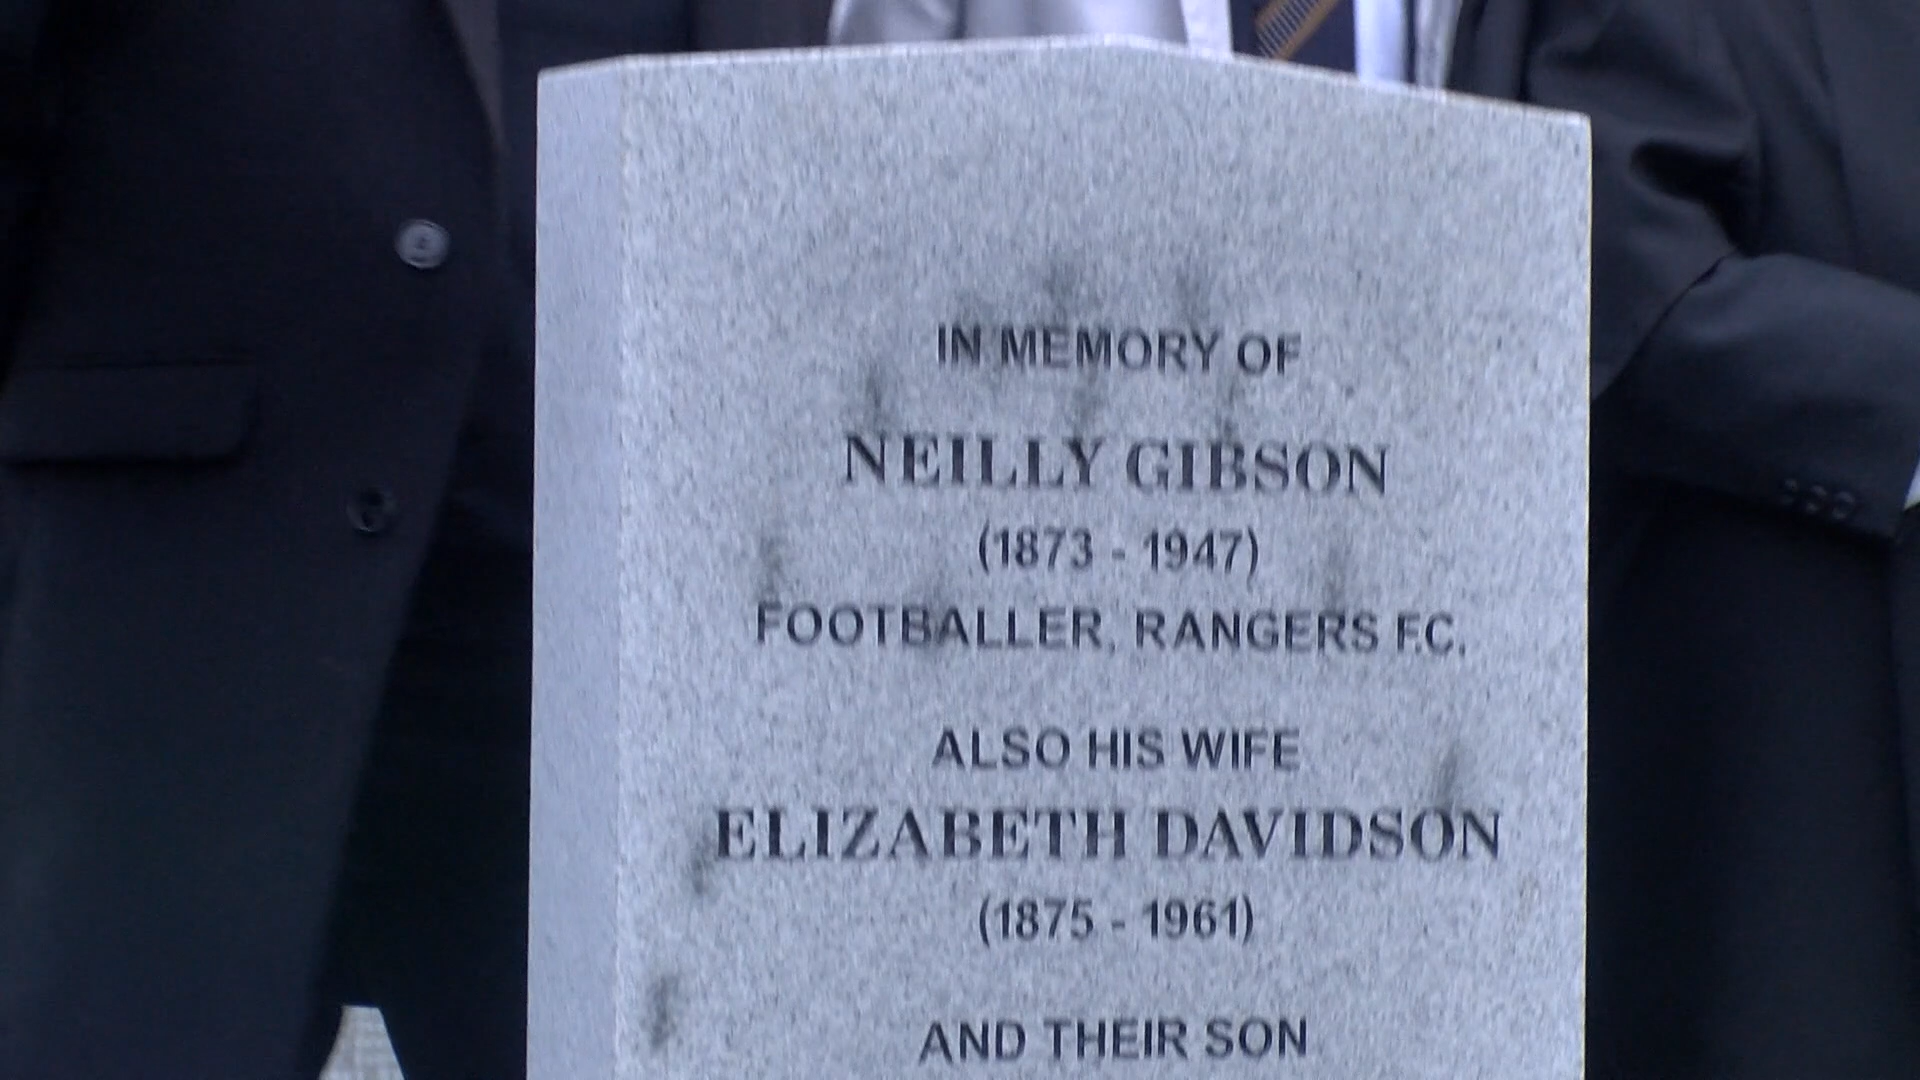 IN MEMORY OF
NEILLY GIBSON
(1873 - 1947)
FOOTBALLER, RANGERS F.C.
ALSO HIS WIFE
ELIZABETH DAVIDSON
(1875 - 1961)
AND THEIR SON